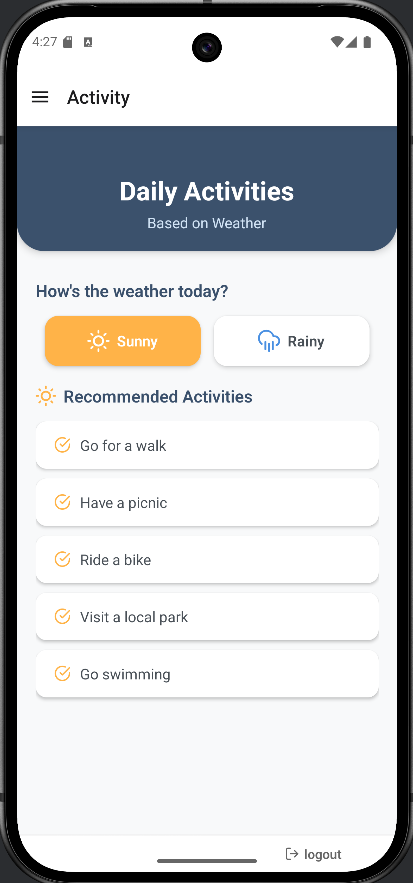 4:27
Activity
Daily Activities
Based on Weather
How's the weather today?
Sunny
Rainy
Recommended Activities
Go for a walk
Have a picnic
Ride a bike
Visit a local park
Go swimming
logout